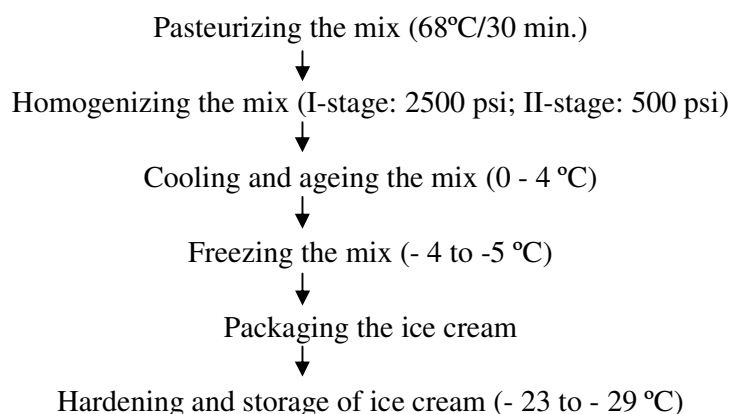 Pasteurizing the mix (68ºC/30 min.)
Homogenizing the mix (I-stage: 2500 psi; II-stage: 500 psi)
Cooling and ageing the mix (0 - 4 ºC)
Freezing the mix (- 4 to -5 ºC)
Packaging the ice cream
Hardening and storage of ice cream (- 23 to - 29 ºC)